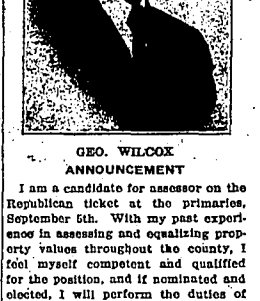 GEO. WILCOX
ANNOUNCEMENT
I am a candidate for assessor on the
Republican ticket at the primaries,
September 5th. With my past experi-
ence in assessing and equalizing prop-
erty values throughout the county, I
feel myself competent and qualified
for the position, and if nominated and
elected, I will perform the duties of